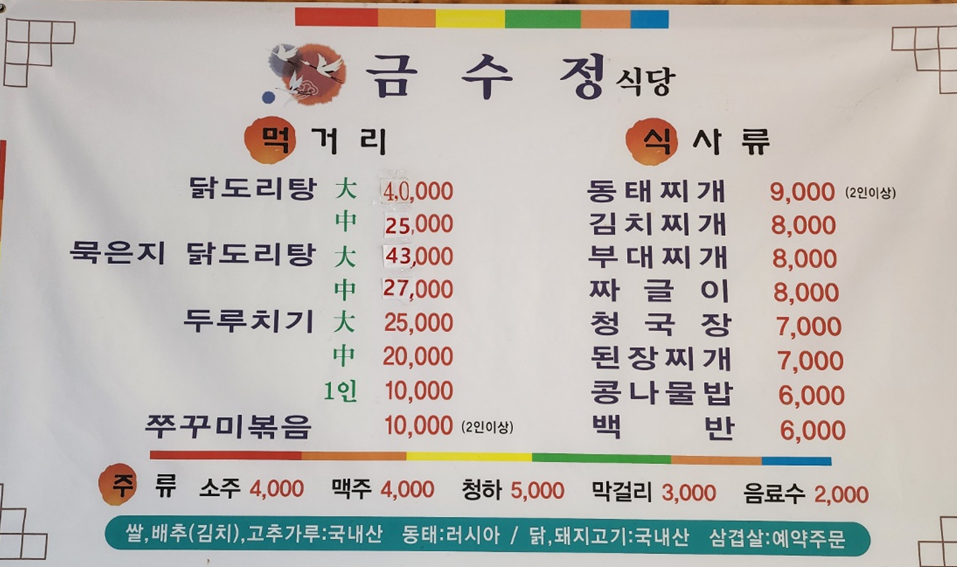 금수정식당
먹거리
닭도리탕 大 40,000
中 25,000
묵은지 닭도리탕 大 43,000
中 27,000
두루치기 大 25,000
中 20,000
1인 10,000
쭈꾸미볶음 10,000 (2인이상)
식사류
동태찌개 9,000 (2인이상)
김치찌개 8,000
부대찌개 8,000
짜글이 8,000
청국장 7,000
된장찌개 7,000
콩나물밥 6,000
백반 6,000
주류 소주 4,000 맥주 4,000 청하 5,000 막걸리 3,000 음료수 2,000
쌀,배추(김치),고추가루:국내산 동태:러시아 / 닭,돼지고기:국내산 삼겹살:예약주문